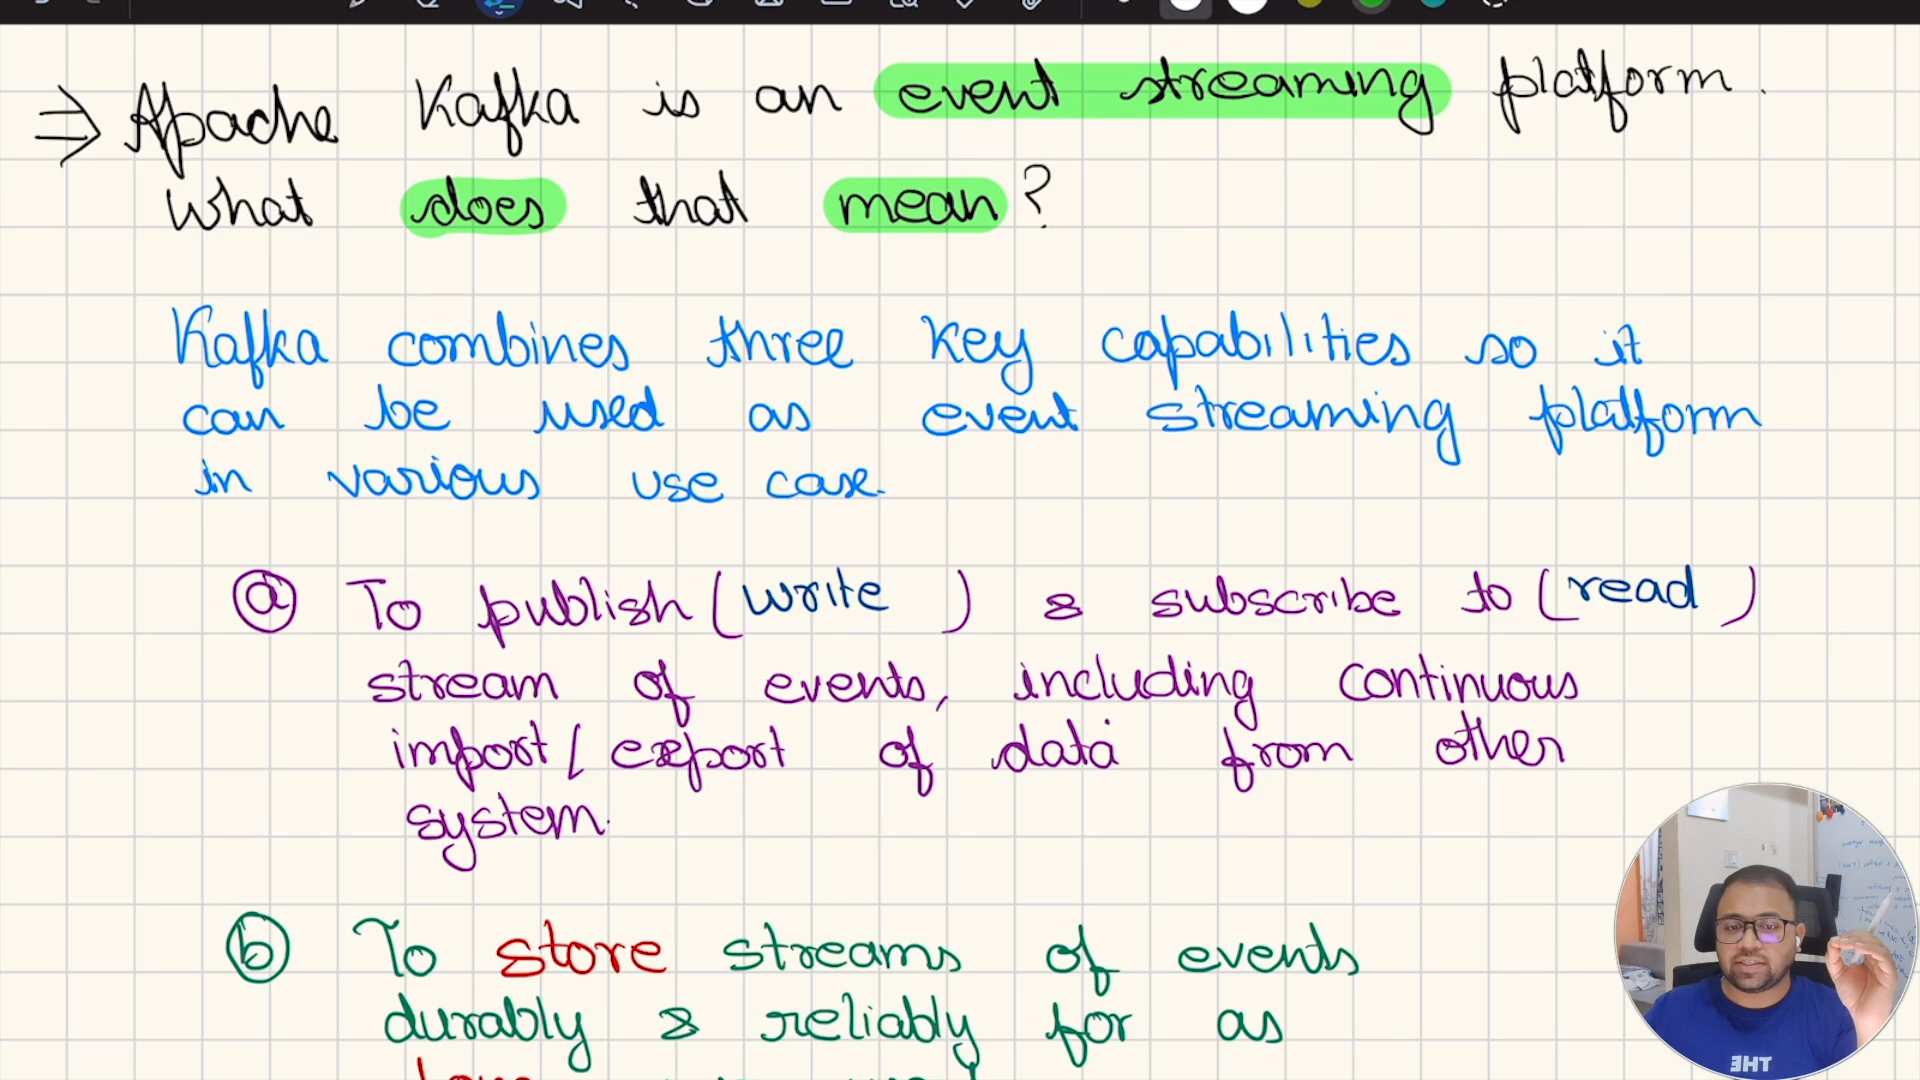 ⇒ Apache Kafka is an event streaming platform.
What does that mean?
Kafka combines three key capabilities so it
can be used as event streaming platform
in various use case.
ⓐ To publish (write) & subscribe to (read)
stream of events, including continuous
import/export of data from other
system.
ⓑ To store streams of events
durably & reliably for as
long
THE